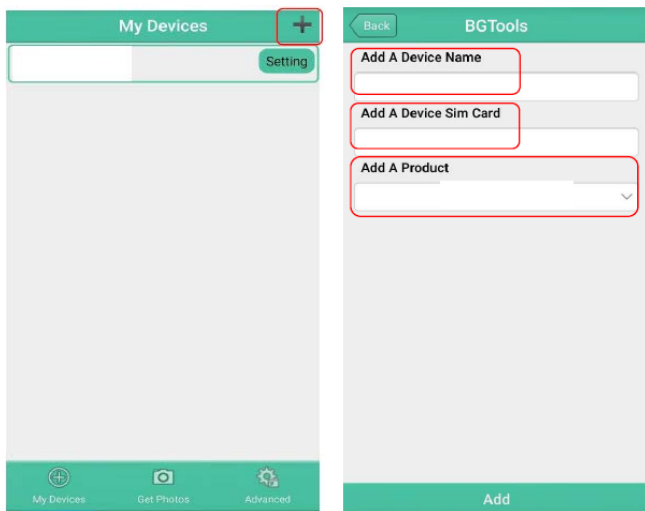 My Devices
Setting
My Devices
Get Photos
Advanced
Back
BGTools
Add A Device Name
Add A Device Sim Card
Add A Product
Add